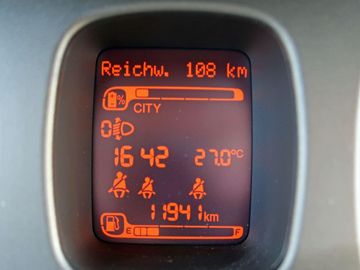 Reichw. 108 km
%
CITY
16 42 27.0°C
11941 km
E F